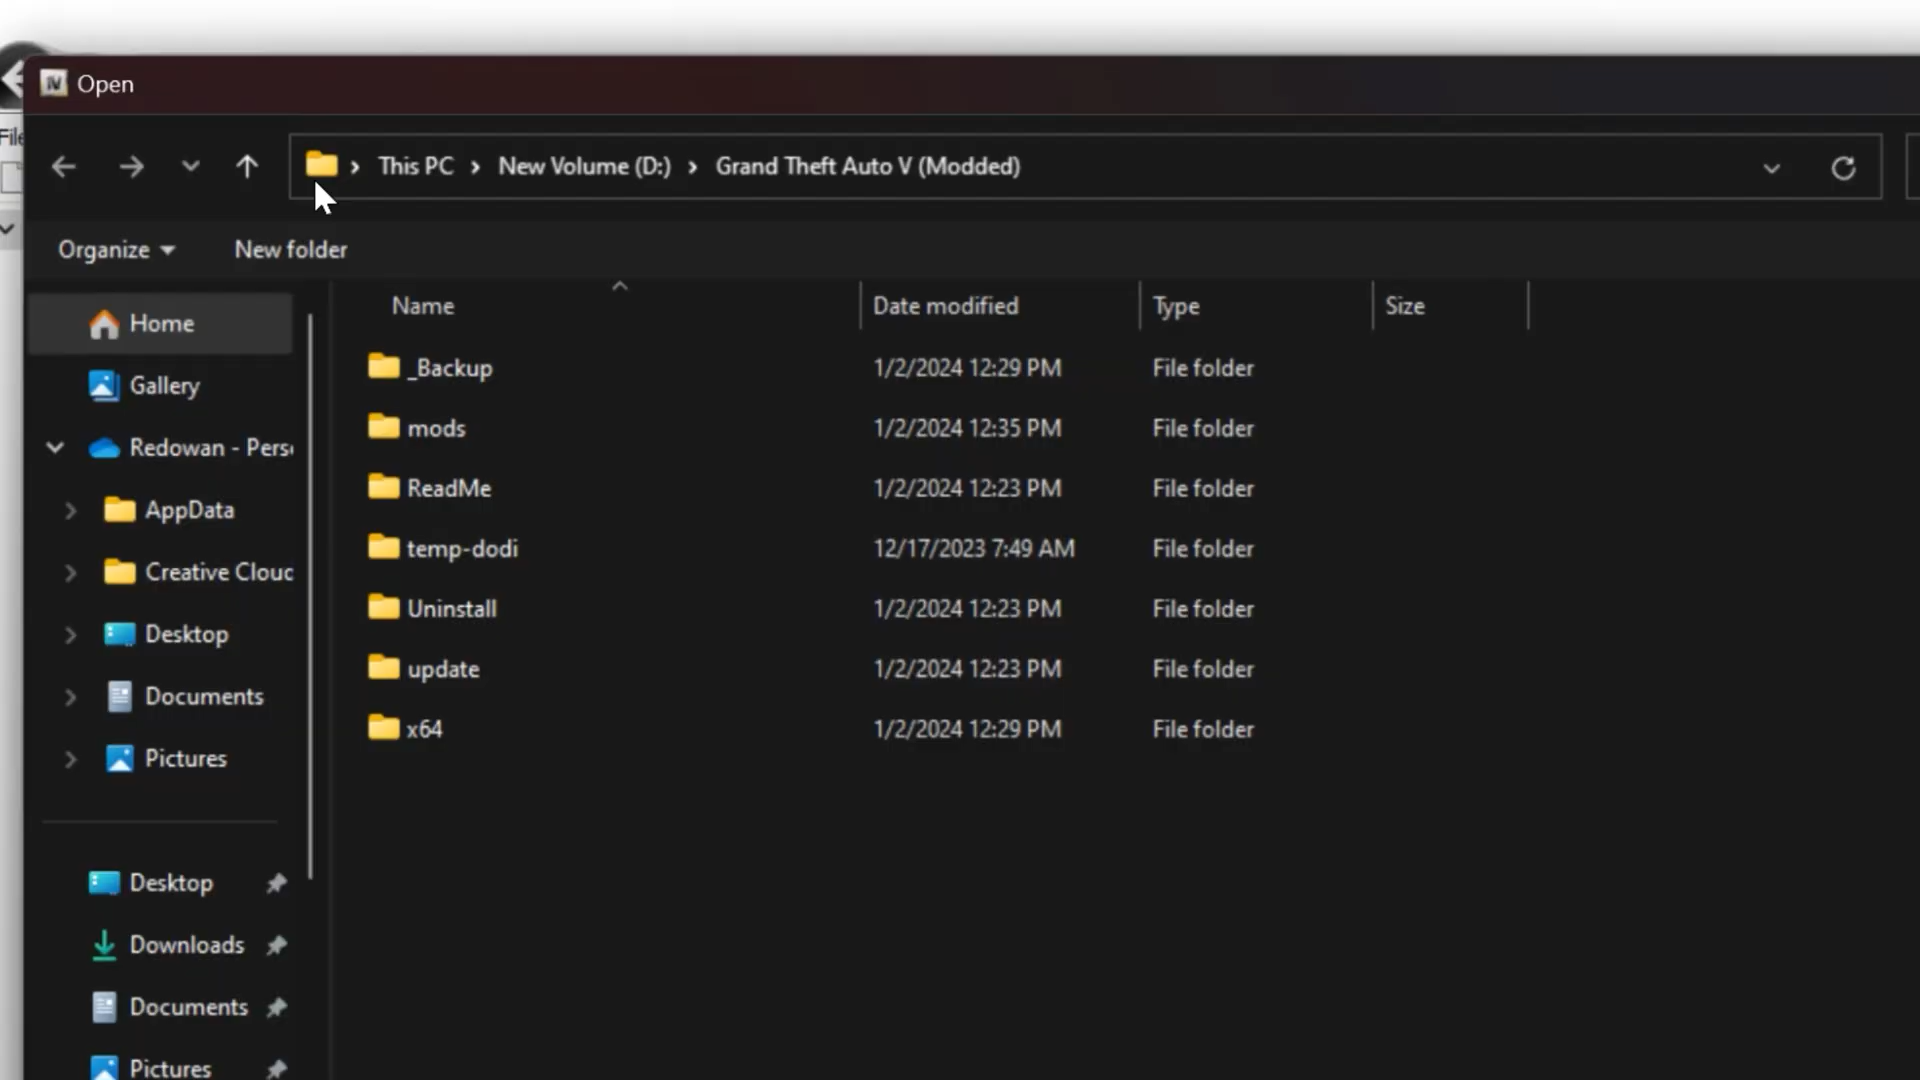 Open
File
This PC > New Volume (D:) > Grand Theft Auto V (Modded)
Organize
New folder
Name
Date modified
Type
Size
Home
Gallery
Redowan - Pers
AppData
Creative Clou
Desktop
Documents
Pictures
Desktop
Downloads
Documents
Pictures
_Backup 1/2/2024 12:29 PM File folder
mods 1/2/2024 12:35 PM File folder
ReadMe 1/2/2024 12:23 PM File folder
temp-dodi 12/17/2023 7:49 AM File folder
Uninstall 1/2/2024 12:23 PM File folder
update 1/2/2024 12:23 PM File folder
x64 1/2/2024 12:29 PM File folder